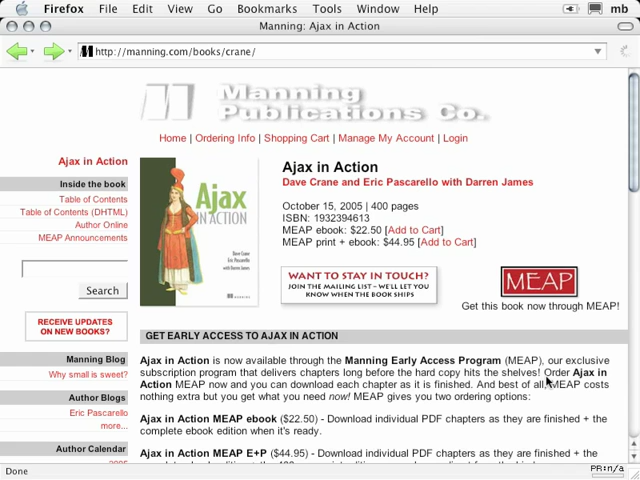 Firefox File Edit View Go Bookmarks Tools Window Help mb
Manning: Ajax in Action
http://manning.com/books/crane/
Manning
Publications Co.
Home | Ordering Info | Shopping Cart | Manage My Account | Login
Ajax in Action
Inside the book
Table of Contents
Table of Contents (DHTML)
Author Online
MEAP Announcements
Search
RECEIVE UPDATES
ON NEW BOOKS?
Manning Blog
Why small is sweet?
Author Blogs
Eric Pascarello
more...
Author Calendar
2005
Ajax
IN ACTION
Dave Crane
Eric Pascarello
with Darren James
MANNING
Ajax in Action
Dave Crane and Eric Pascarello with Darren James
October 15, 2005 | 400 pages
ISBN: 1932394613
MEAP ebook: $22.50 [Add to Cart]
MEAP print + ebook: $44.95 [Add to Cart]
WANT TO STAY IN TOUCH?
JOIN THE MAILING LIST – WE'LL LET YOU
KNOW WHEN THE BOOK SHIPS
MEAP
Get this book now through MEAP!
GET EARLY ACCESS TO AJAX IN ACTION
Ajax in Action is now available through the Manning Early Access Program (MEAP), our exclusive
subscription program that delivers chapters long before the hard copy hits the shelves! Order Ajax in
Action MEAP now and you can download each chapter as it is finished. And best of all, MEAP costs
nothing extra but you get what you need now! MEAP gives you two ordering options:
Ajax in Action MEAP ebook ($22.50) - Download individual PDF chapters as they are finished + the
complete ebook edition when it's ready.
Ajax in Action MEAP E+P ($44.95) - Download individual PDF chapters as they are finished + the
Done
PR:n/a